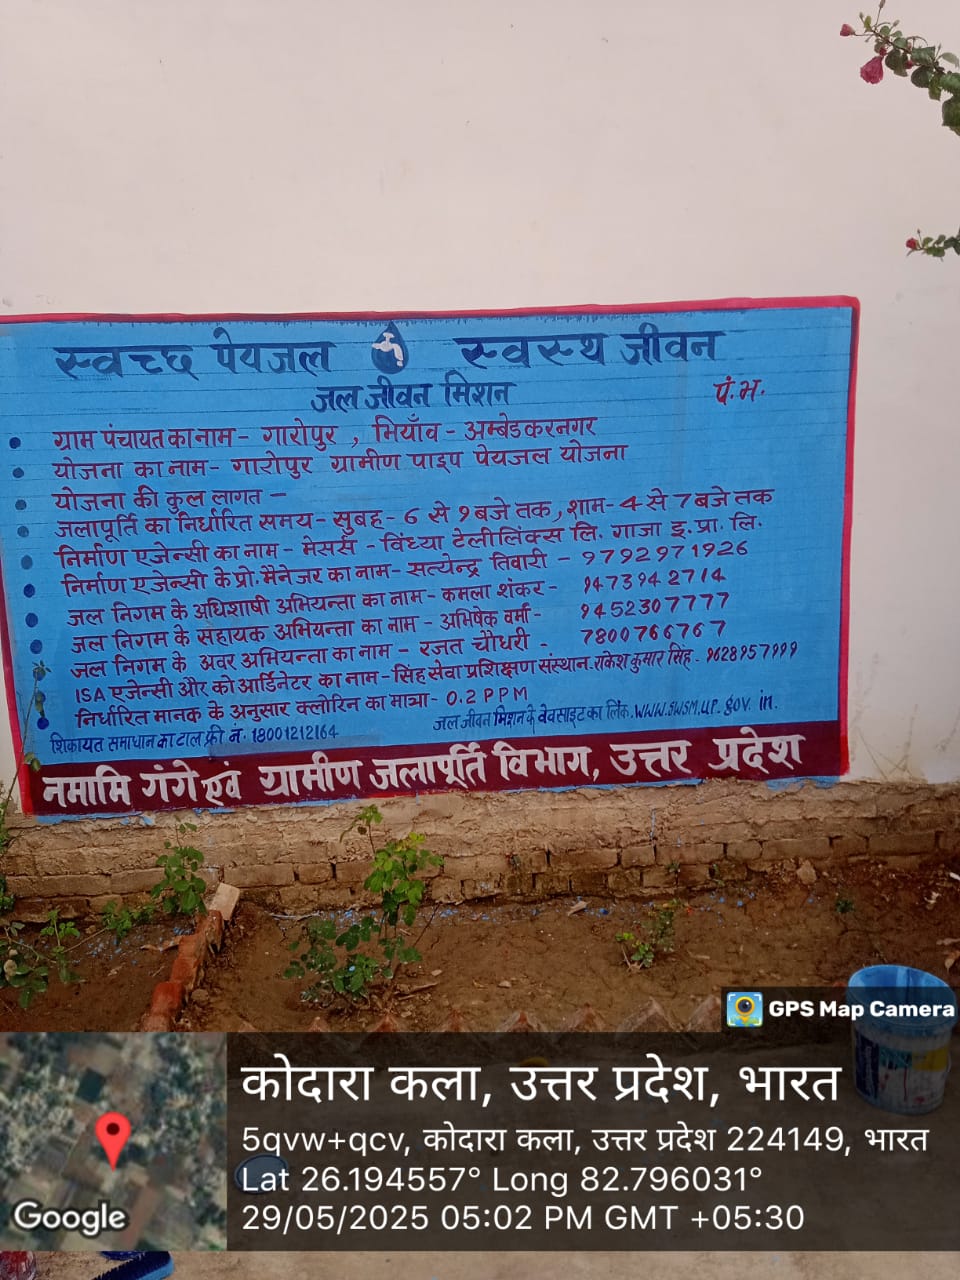 स्वच्छ पेयजल स्वस्थ जीवन
जल जीवन मिशन
पं. भ.
ग्राम पंचायत का नाम - गारोपुर , भियाँव - अम्बेडकरनगर
योजना का नाम - गारोपुर ग्रामीण पाइप पेयजल योजना
योजना की कुल लागत -
जलापूर्ति का निर्धारित समय - सुबह - 6 से 9 बजे तक , शाम - 4 से 7 बजे तक
निर्माण एजेन्सी का नाम - मेसर्स - विंध्या टेलीलिंक्स लि. गाजा इ. प्रा. लि.
निर्माण एजेन्सी के प्रो. मैनेजर का नाम - सत्येन्द्र तिवारी - 9792971926
जल निगम के अधिशाषी अभियन्ता का नाम - कमला शंकर - 9473942714
जल निगम के सहायक अभियन्ता का नाम - अभिषेक वर्मा - 9452307777
जल निगम के अवर अभियन्ता का नाम - रजत चौधरी - 7800766767
ISA एजेन्सी और को आर्डिनेटर का नाम - सिंह सेवा प्रशिक्षण संस्थान. राकेश कुमार सिंह -
निर्धारित मानक के अनुसार क्लोरिन का मात्रा - 0.2 PPM
शिकायत समाधान का टाल फ्री नं. 18001212164
जल जीवन मिशन के वेबसाइट का लिंक. www.swsm.up.gov.in.
नमामि गंगे एवं ग्रामीण जलापूर्ति विभाग, उत्तर प्रदेश
GPS Map Camera
कोदारा कला, उत्तर प्रदेश, भारत
5qvw+qcv, कोदारा कला, उत्तर प्रदेश 224149, भारत
Lat 26.194557° Long 82.796031°
29/05/2025 05:02 PM GMT +05:30
Google